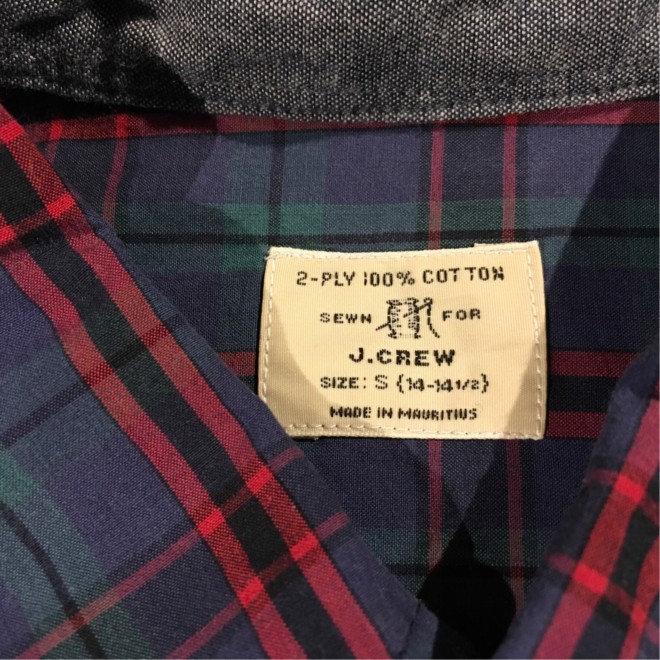 2-PLY 100% COTTON
SEWN FOR
J.CREW
SIZE: S {14-14 1/2}
MADE IN MAURITIUS